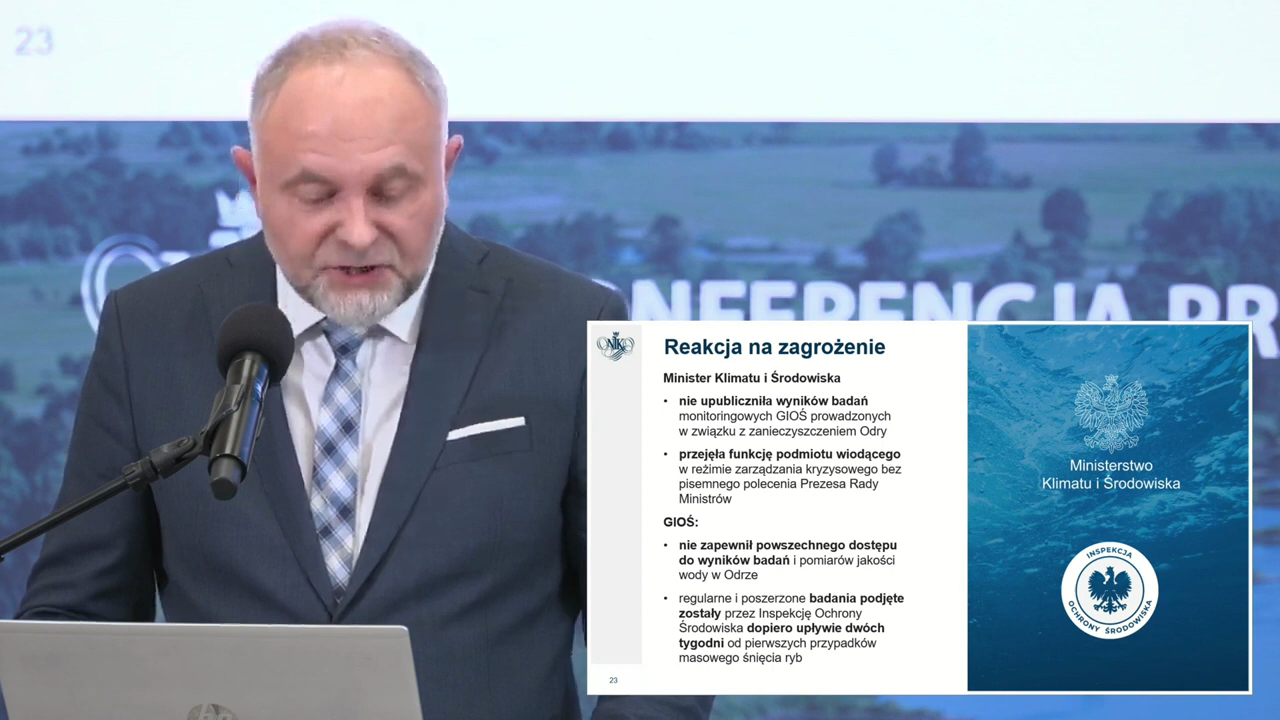 23
NFERENCJA PR
NIK
Reakcja na zagrożenie
Minister Klimatu i Środowiska
• nie upubliczniła wyników badań
monitoringowych GIOŚ prowadzonych
w związku z zanieczyszczeniem Odry
• przejęła funkcję podmiotu wiodącego
w reżimie zarządzania kryzysowego bez
pisemnego polecenia Prezesa Rady
Ministrów
GIOŚ:
• nie zapewnił powszechnego dostępu
do wyników badań i pomiarów jakości
wody w Odrze
• regularne i poszerzone badania podjęte
zostały przez Inspekcję Ochrony
Środowiska dopiero upływie dwóch
tygodni od pierwszych przypadków
masowego śnięcia ryb
23
Ministerstwo
Klimatu i Środowiska
INSPEKCJA
OCHRONY ŚRODOWISKA